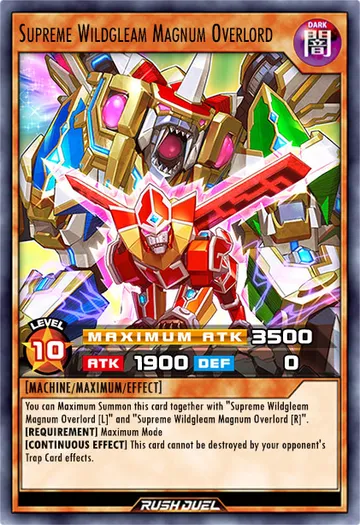 SUPREME WILDGLEAM MAGNUM OVERLORD
DARK
闇
LEVEL
10
MAXIMUM ATK 3500
ATK 1900 DEF 0
[MACHINE/MAXIMUM/EFFECT]
You can Maximum Summon this card together with "Supreme Wildgleam
Magnum Overlord [L]" and "Supreme Wildgleam Magnum Overlord [R]".
[REQUIREMENT] Maximum Mode
[CONTINUOUS EFFECT] This card cannot be destroyed by your opponent's
Trap Card effects.
RUSH DUEL